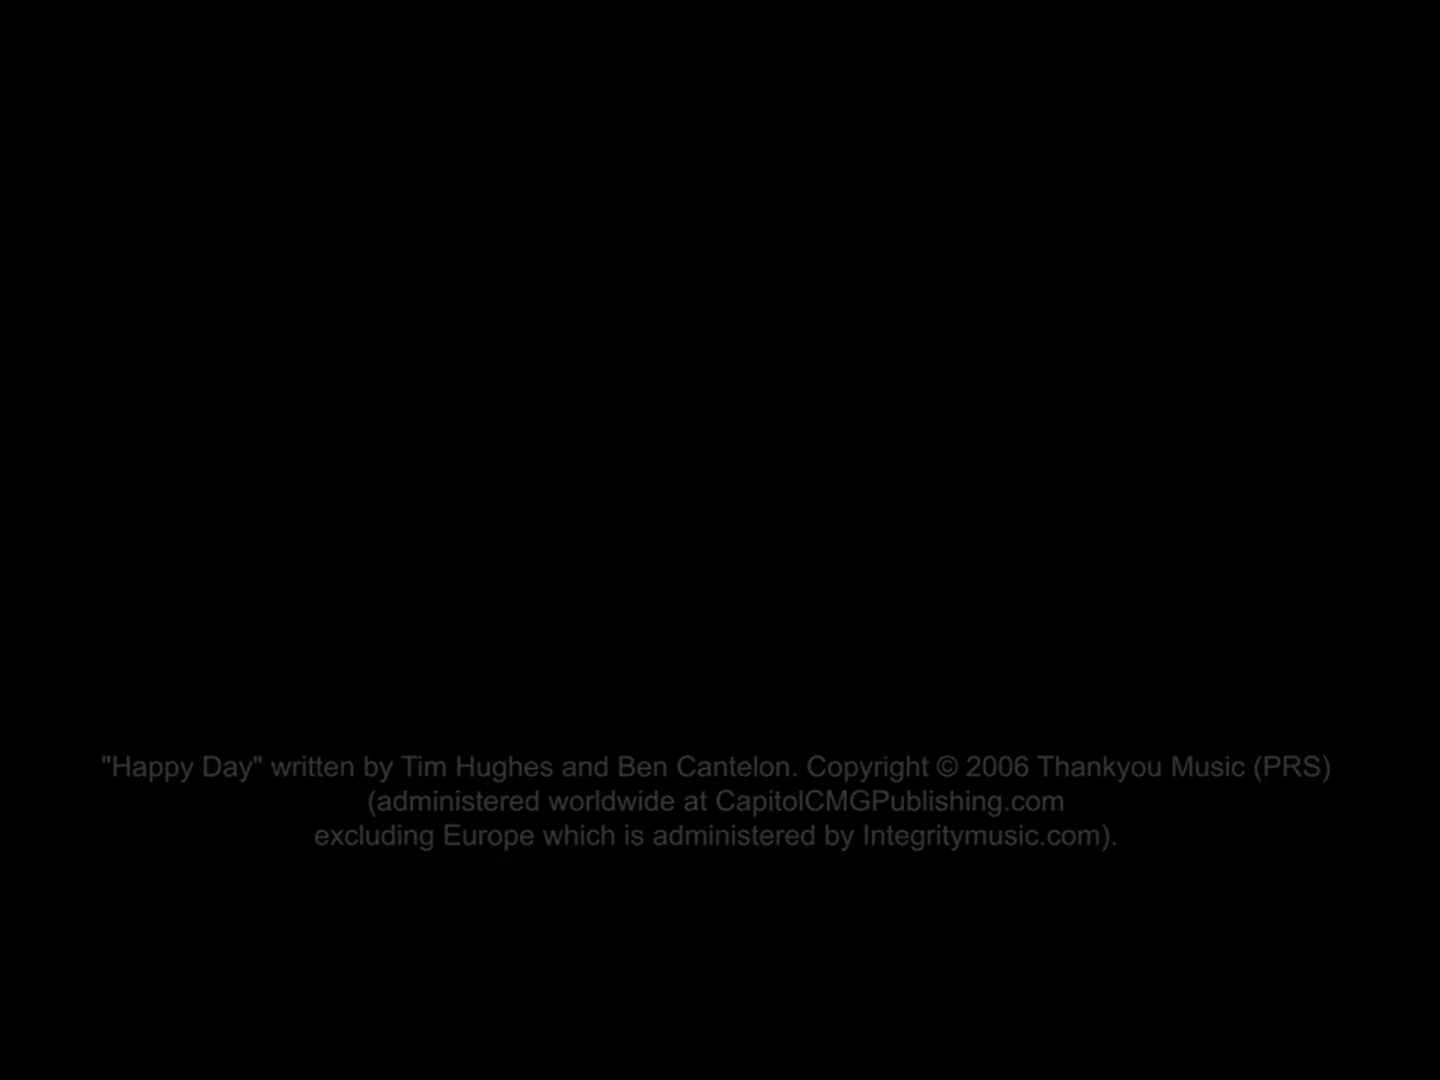 "Happy Day" written by Tim Hughes and Ben Cantelon. Copyright © 2006 Thankyou Music (PRS)
(administered worldwide at CapitolCMGPublishing.com
excluding Europe which is administered by Integritymusic.com).